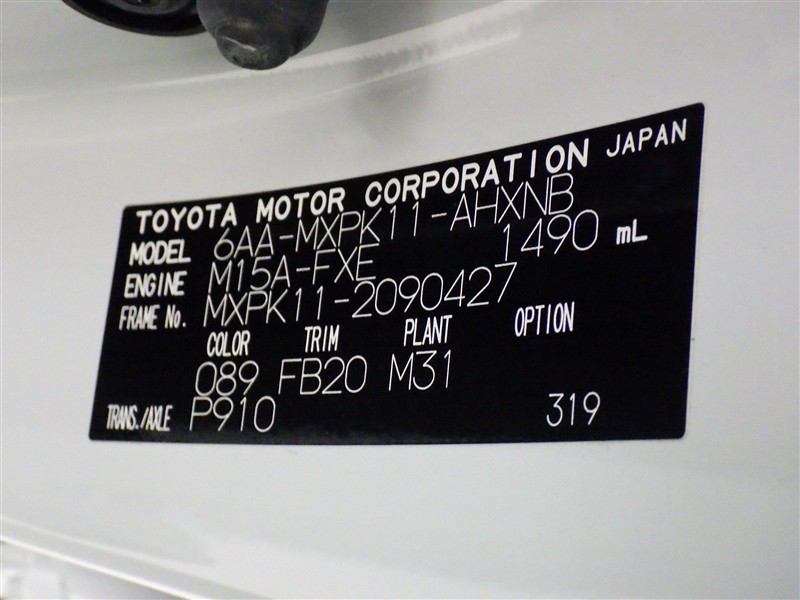 TOYOTA MOTOR CORPORATION JAPAN
MODEL 6AA-MXPK11-AHXNB
ENGINE M15A-FXE 1490 mL
FRAME No. MXPK11-2090427
COLOR TRIM PLANT OPTION
089 FB20 M31
TRANS./AXLE P910 319